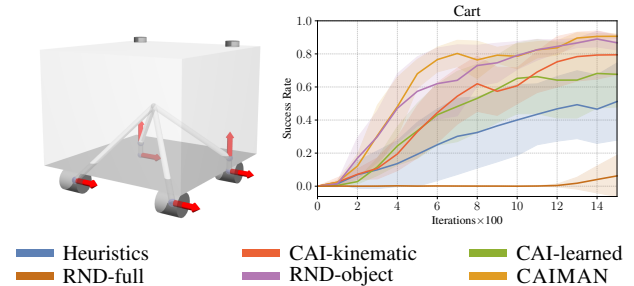 Cart
Success Rate
1.0
0.8
0.6
0.4
0.2
0.0
0 2 4 6 8 10 12 14
Iterations×100
Heuristics CAI-kinematic CAI-learned
RND-full RND-object CAIMAN